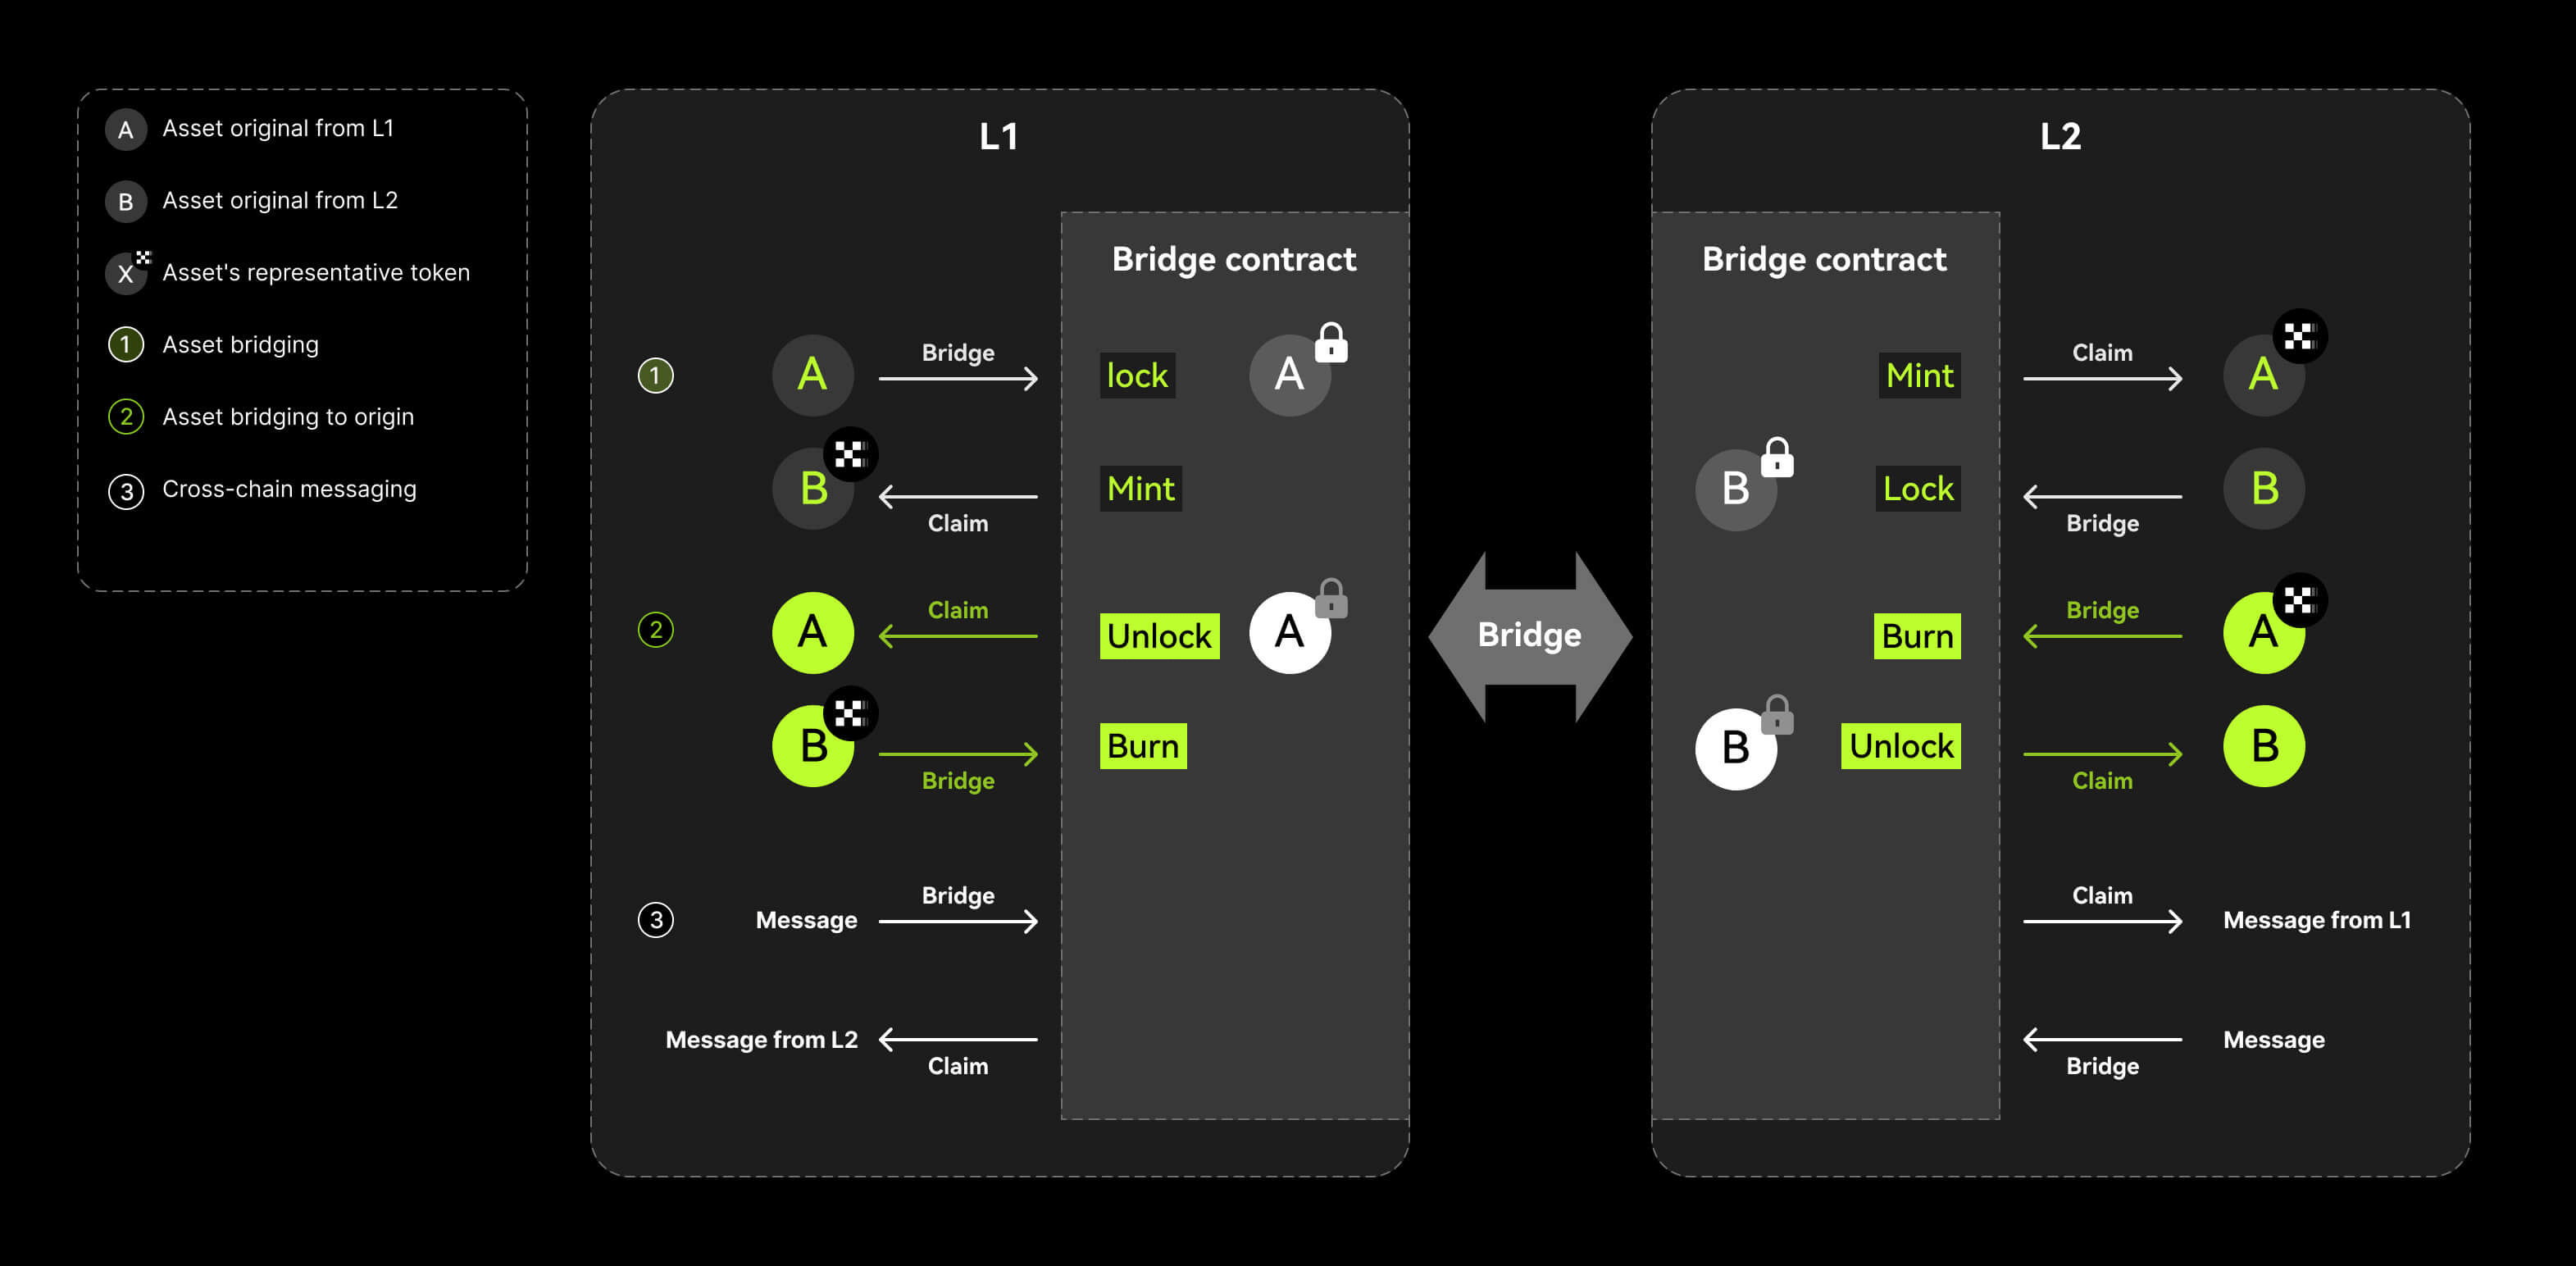 A Asset original from L1
B Asset original from L2
X Asset's representative token
1 Asset bridging
2 Asset bridging to origin
3 Cross-chain messaging
L1
Bridge contract
1 A Bridge lock A
B Claim Mint
2 A Claim Unlock A
B Bridge Burn
3 Message Bridge
Message from L2 Claim
Bridge
L2
Bridge contract
Mint Claim A
B Lock Bridge B
Burn Bridge A
B Unlock Claim B
Claim Message from L1
Bridge Message